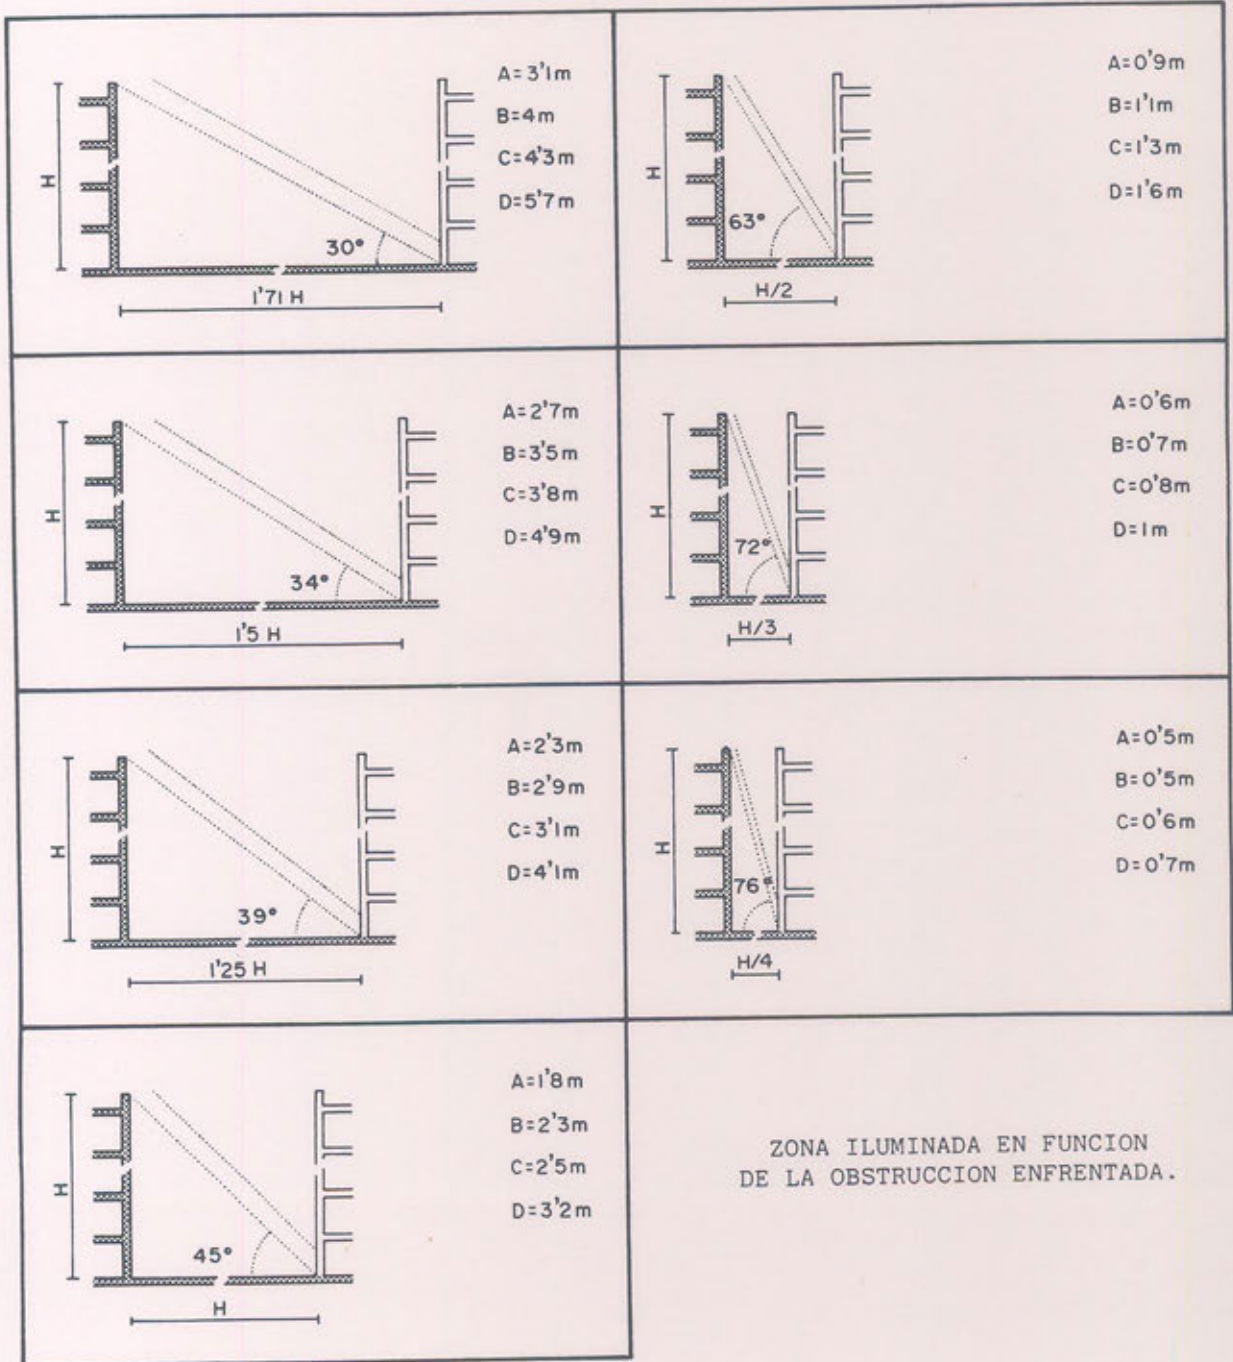 A=3'1m
B=4m
C=4'3m
D=5'7m
H
30°
1'71 H
A=0'9m
B=1'1m
C=1'3m
D=1'6m
H
63°
H/2
A=2'7m
B=3'5m
C=3'8m
D=4'9m
H
34°
1'5 H
A=0'6m
B=0'7m
C=0'8m
D=1m
H
72°
H/3
A=2'3m
B=2'9m
C=3'1m
D=4'1m
H
39°
1'25 H
A=0'5m
B=0'5m
C=0'6m
D=0'7m
H
76°
H/4
A=1'8m
B=2'3m
C=2'5m
D=3'2m
H
45°
H
ZONA ILUMINADA EN FUNCION
DE LA OBSTRUCCION ENFRENTADA.